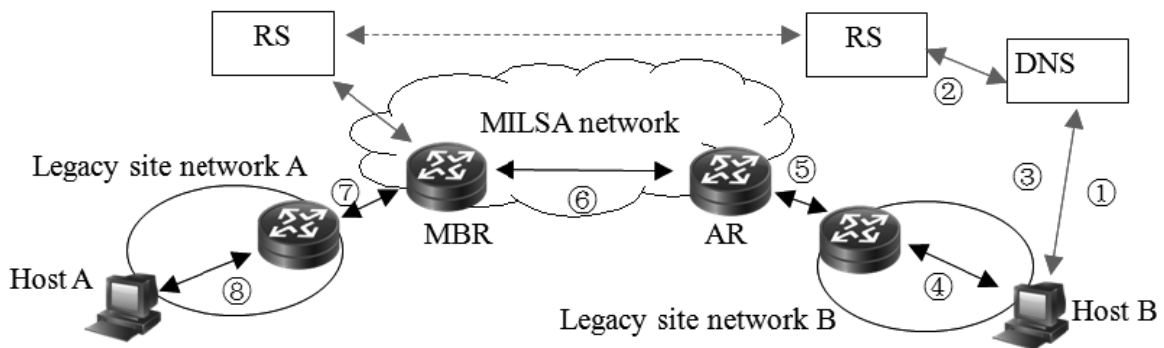 RS
RS
DNS
②
MILSA network
Legacy site network A
⑤
③
①
⑦
⑥
MBR
AR
Host A
⑧
④
Legacy site network B
Host B